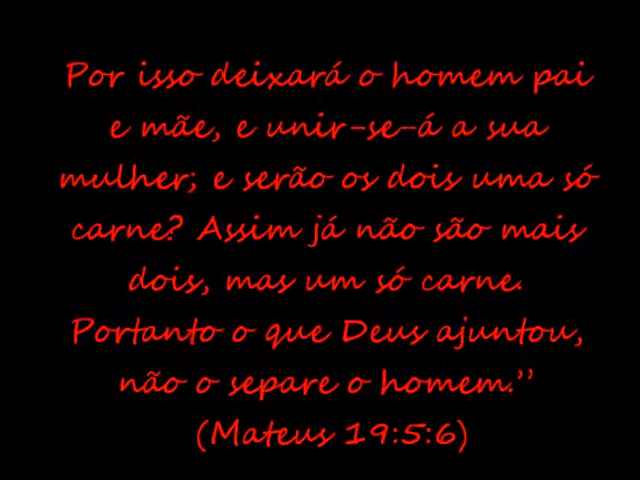 Por isso deixará o homem pai
e mãe, e unir-se-á a sua
mulher; e serão os dois uma só
carne? Assim já não são mais
dois, mas um só carne.
Portanto o que Deus ajuntou,
não o separe o homem.”
(Mateus 19:5:6)